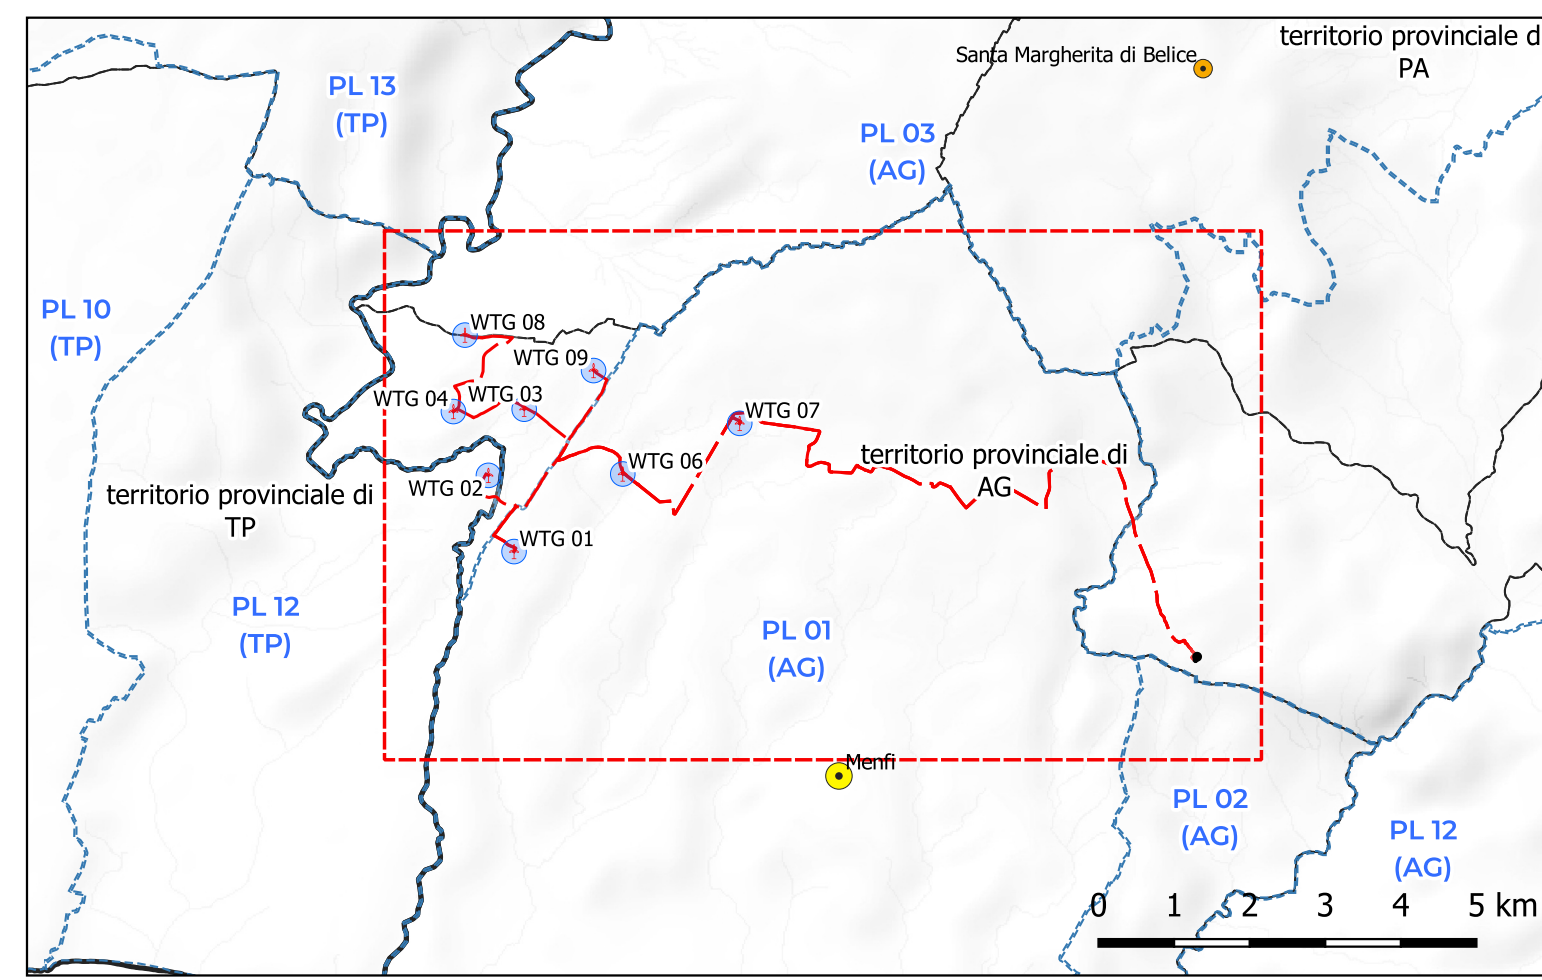 territorio provinciale d
PA
Santa Margherita di Belice
PL 13
(TP)
PL 03
(AG)
PL 10
(TP)
WTG 08
WTG 09
WTG 04
WTG 03
WTG 07
WTG 06
WTG 02
WTG 01
territorio provinciale di
AG
territorio provinciale di
TP
PL 12
(TP)
PL 01
(AG)
Menfi
PL 02
(AG)
PL 12
(AG)
0 1 2 3 4 5 km